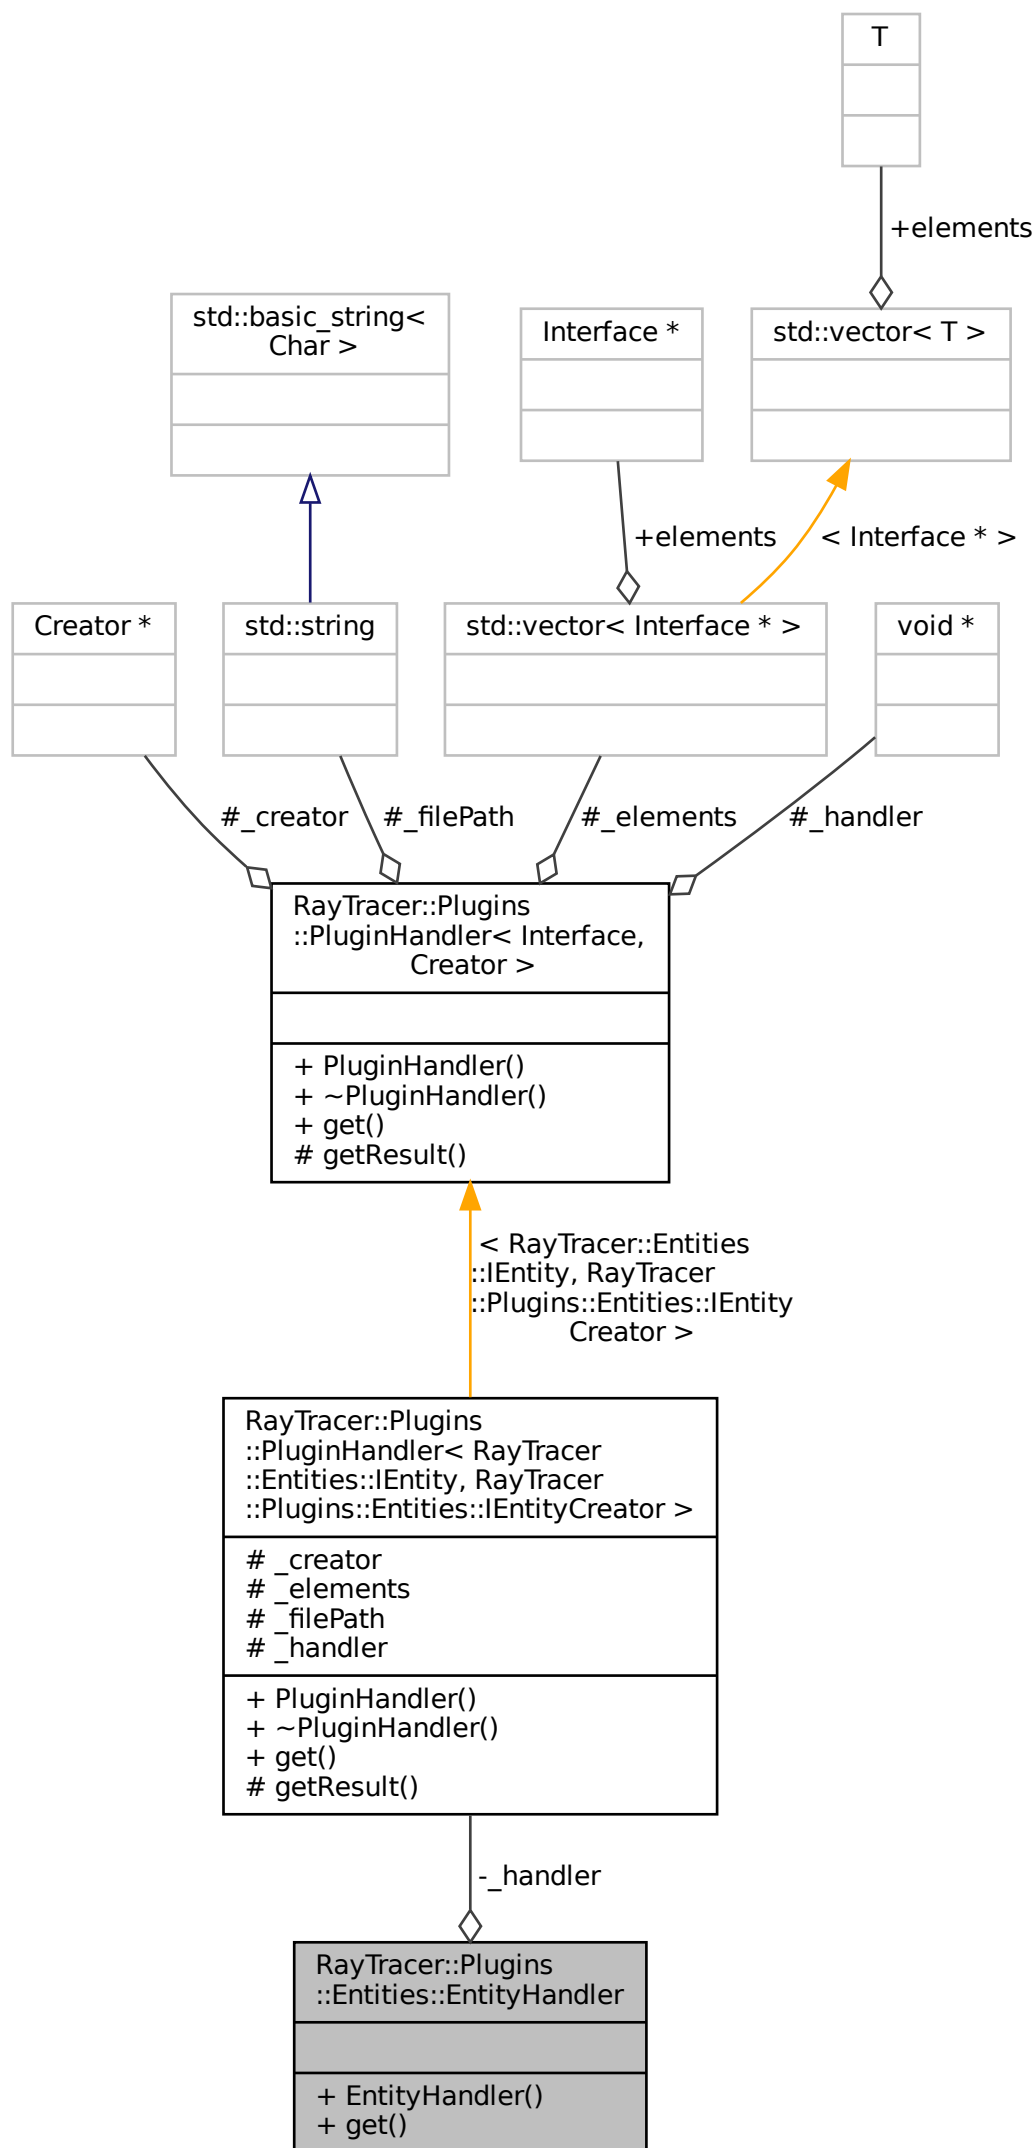 T
+elements
std::basic_string<
Char >
Interface *
std::vector< T >
+elements
< Interface * >
Creator *
std::string
std::vector< Interface * >
void *
#_creator
#_filePath
#_elements
#_handler
RayTracer::Plugins
::PluginHandler< Interface,
Creator >
+ PluginHandler()
+ ~PluginHandler()
+ get()
# getResult()
< RayTracer::Entities
::IEntity, RayTracer
::Plugins::Entities::IEntity
Creator >
RayTracer::Plugins
::PluginHandler< RayTracer
::Entities::IEntity, RayTracer
::Plugins::Entities::IEntityCreator >
# _creator
# _elements
# _filePath
# _handler
+ PluginHandler()
+ ~PluginHandler()
+ get()
# getResult()
-_handler
RayTracer::Plugins
::Entities::EntityHandler
+ EntityHandler()
+ get()